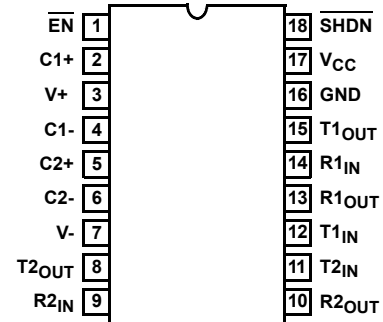 EN 1 18 SHDN
C1+ 2 17 VCC
V+ 3 16 GND
C1- 4 15 T1OUT
C2+ 5 14 R1IN
C2- 6 13 R1OUT
V- 7 12 T1IN
T2OUT 8 11 T2IN
R2IN 9 10 R2OUT